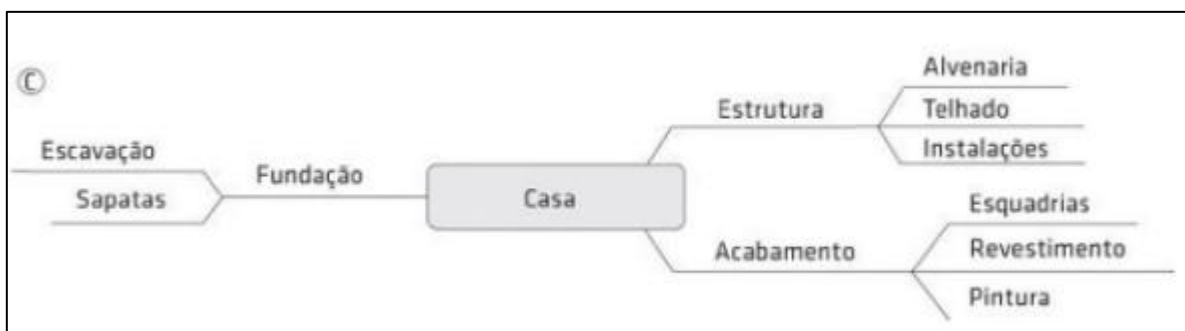 C
Escavação
Sapatas
Fundação
Casa
Estrutura
Alvenaria
Telhado
Instalações
Acabamento
Esquadrias
Revestimento
Pintura